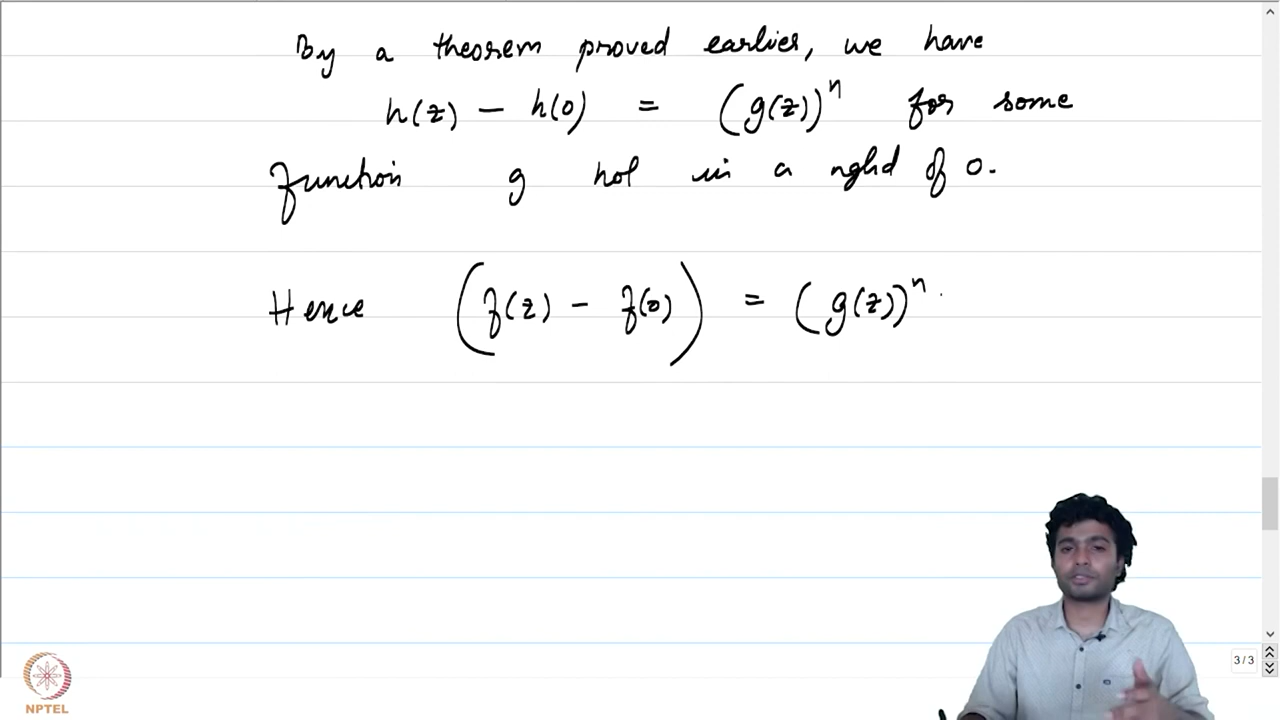 By a theorem proved earlier, we have
h(z) − h(0) = (g(z))ⁿ for some
function g hol in a nghd of 0.
Hence (f(z) − f(0)) = (g(z))ⁿ.
3 / 3
NPTEL